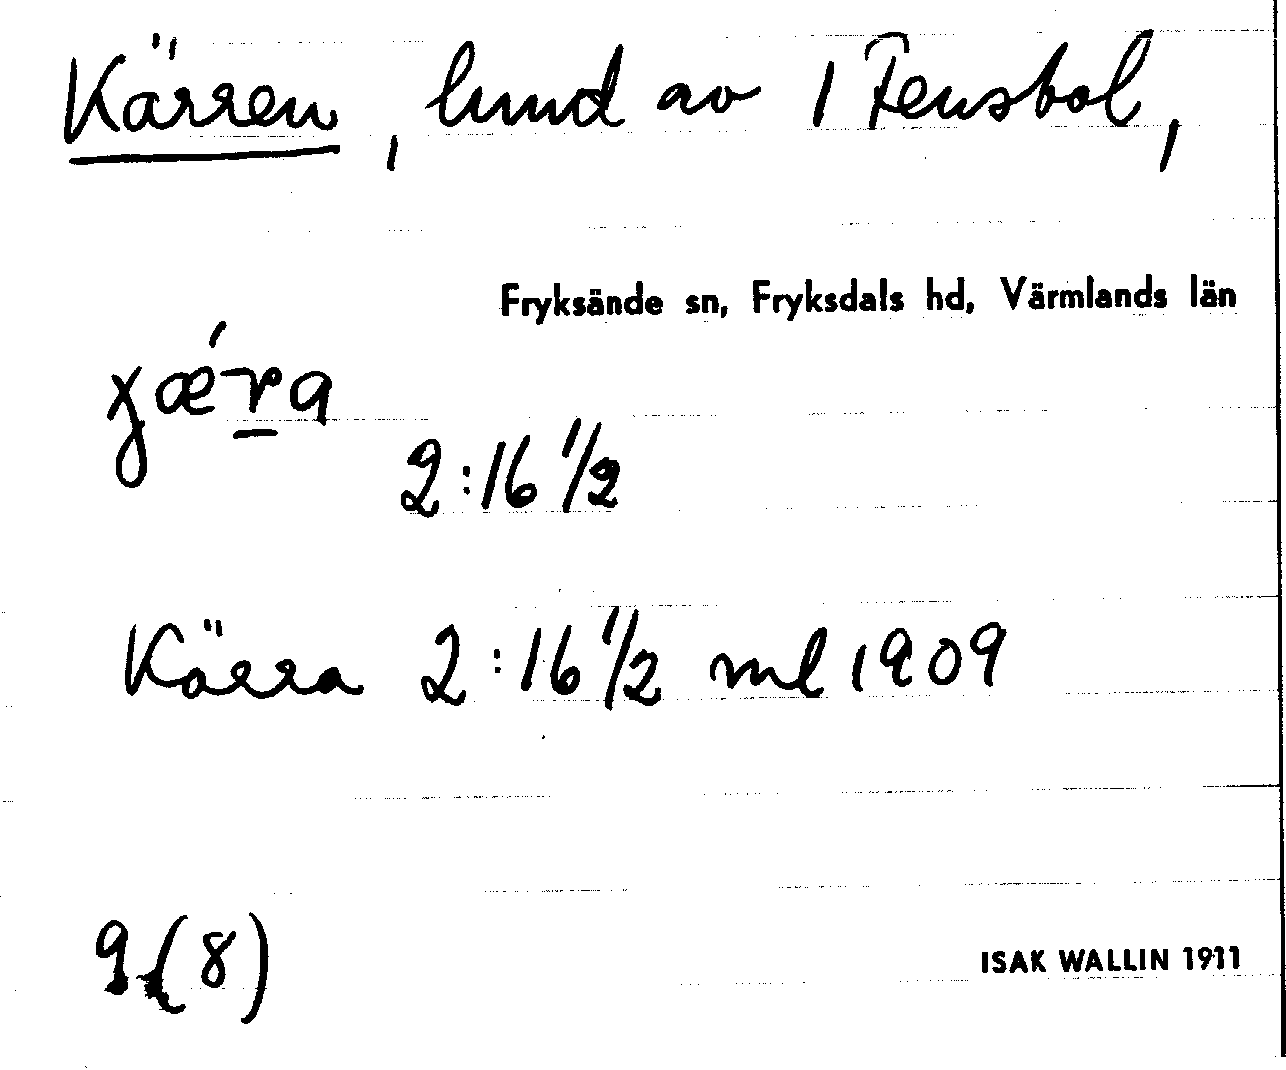 Kärren, lund av 1 Fensbol,
Fryksände sn, Fryksdals hd, Värmlands län
2:16 1/2
Kärra 2:16 1/2 ml 1909
9 (8)
ISAK WALLIN 1911